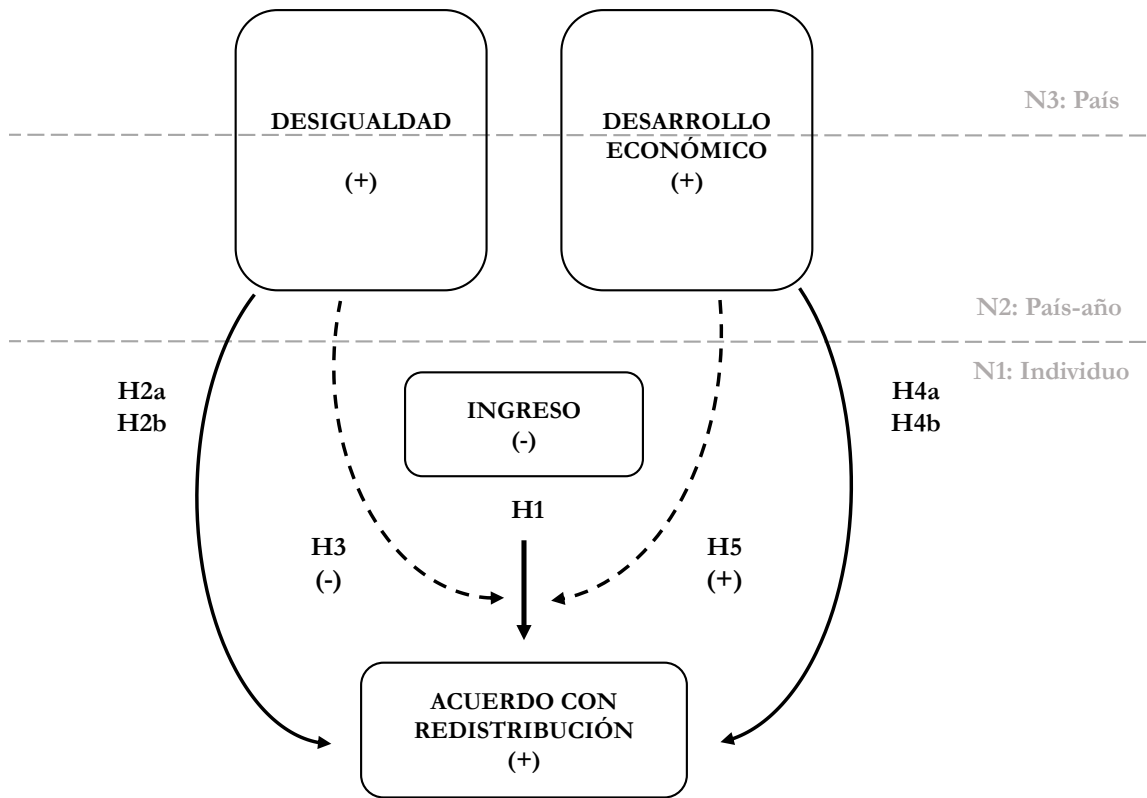 N3: País
DESIGUALDAD
(+)
DESARROLLO
ECONÓMICO
(+)
N2: País-año
N1: Individuo
H2a
H2b
INGRESO
(-)
H4a
H4b
H1
H3
(-)
H5
(+)
ACUERDO CON
REDISTRIBUCIÓN
(+)